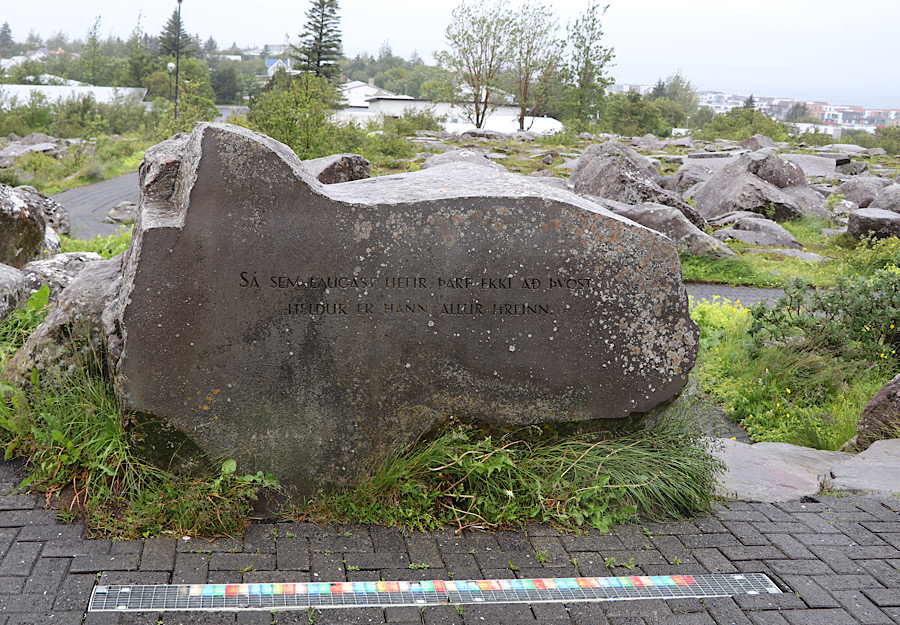 SÁ SEM LAUGAST HEFIR ÞARF EKKI AÐ ÞVOST,
HELDUR ER HANN ALLUR HREINN.